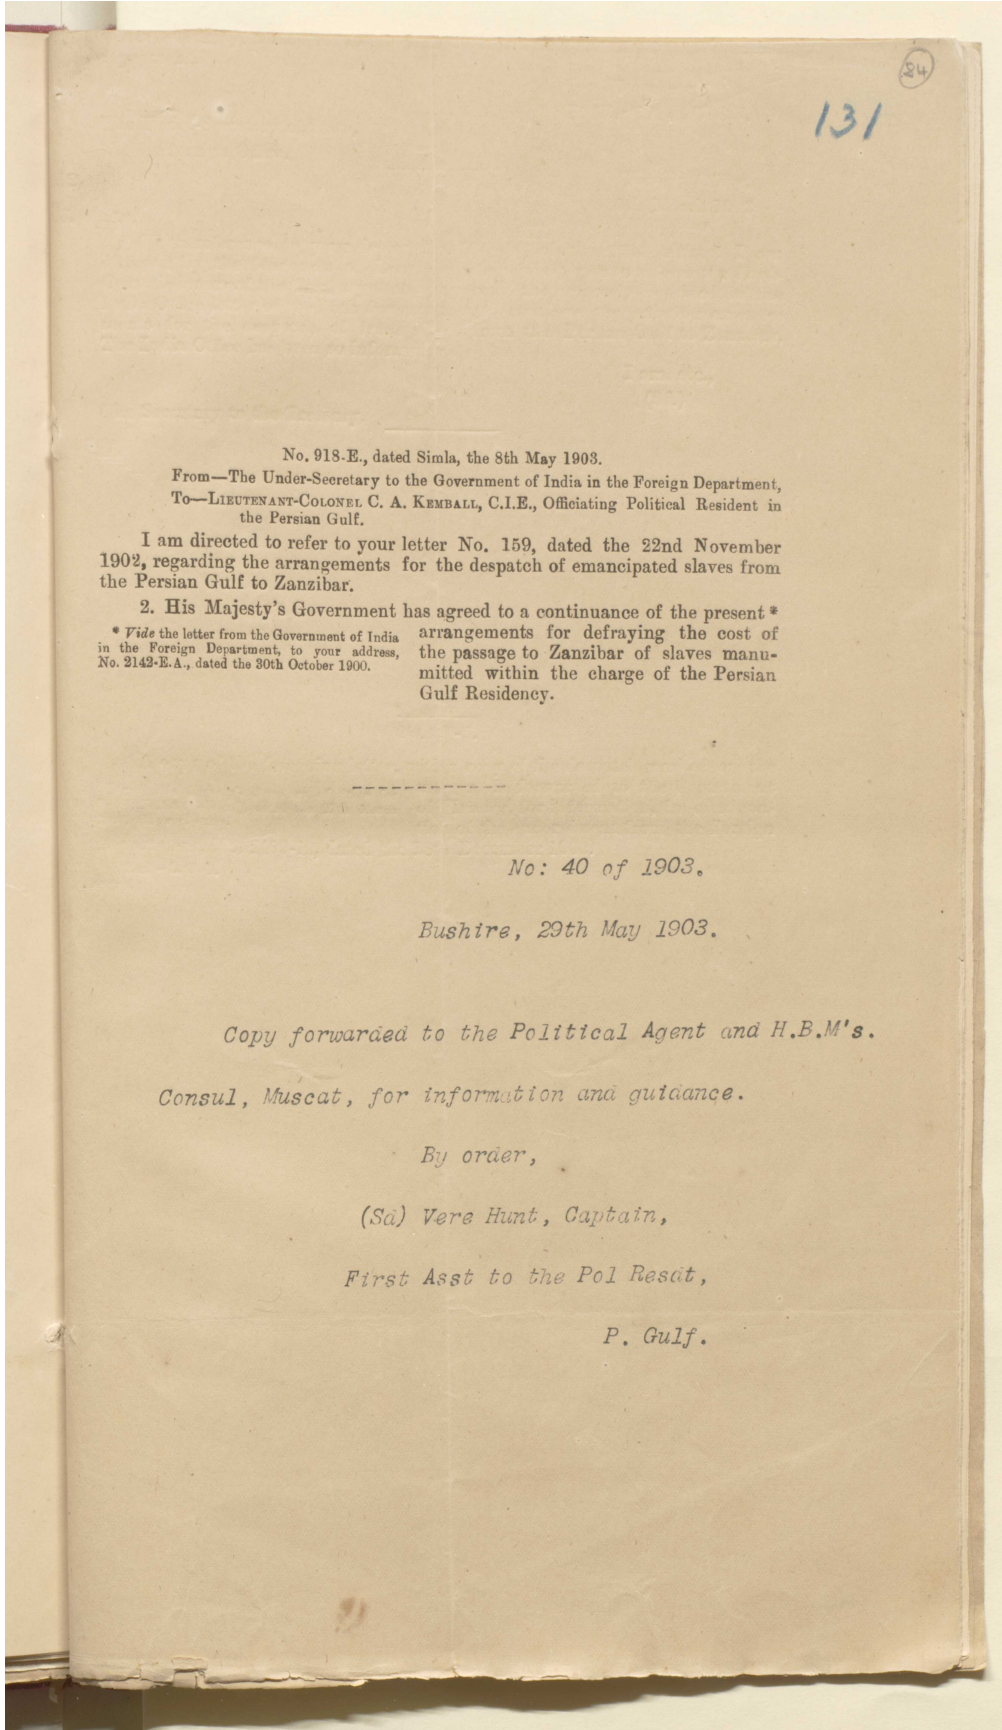 84
131
No. 918-E., dated Simla, the 8th May 1903.
From—The Under-Secretary to the Government of India in the Foreign Department,
To—LIEUTENANT-COLONEL C. A. KEMBALL, C.I.E., Officiating Political Resident in
the Persian Gulf.
I am directed to refer to your letter No. 159, dated the 22nd November
1902, regarding the arrangements for the despatch of emancipated slaves from
the Persian Gulf to Zanzibar.
2. His Majesty's Government has agreed to a continuance of the present *
arrangements for defraying the cost of
the passage to Zanzibar of slaves manu-
mitted within the charge of the Persian
Gulf Residency.
* Vide the letter from the Government of India
in the Foreign Department, to your address,
No. 2142-E.A., dated the 30th October 1900.
------------
No: 40 of 1903.
Bushire, 29th May 1903.
Copy forwarded to the Political Agent and H.B.M's.
Consul, Muscat, for information and guidance.
By order,
(Sd) Vere Hunt, Captain,
First Asst to the Pol Resdt,
P. Gulf.